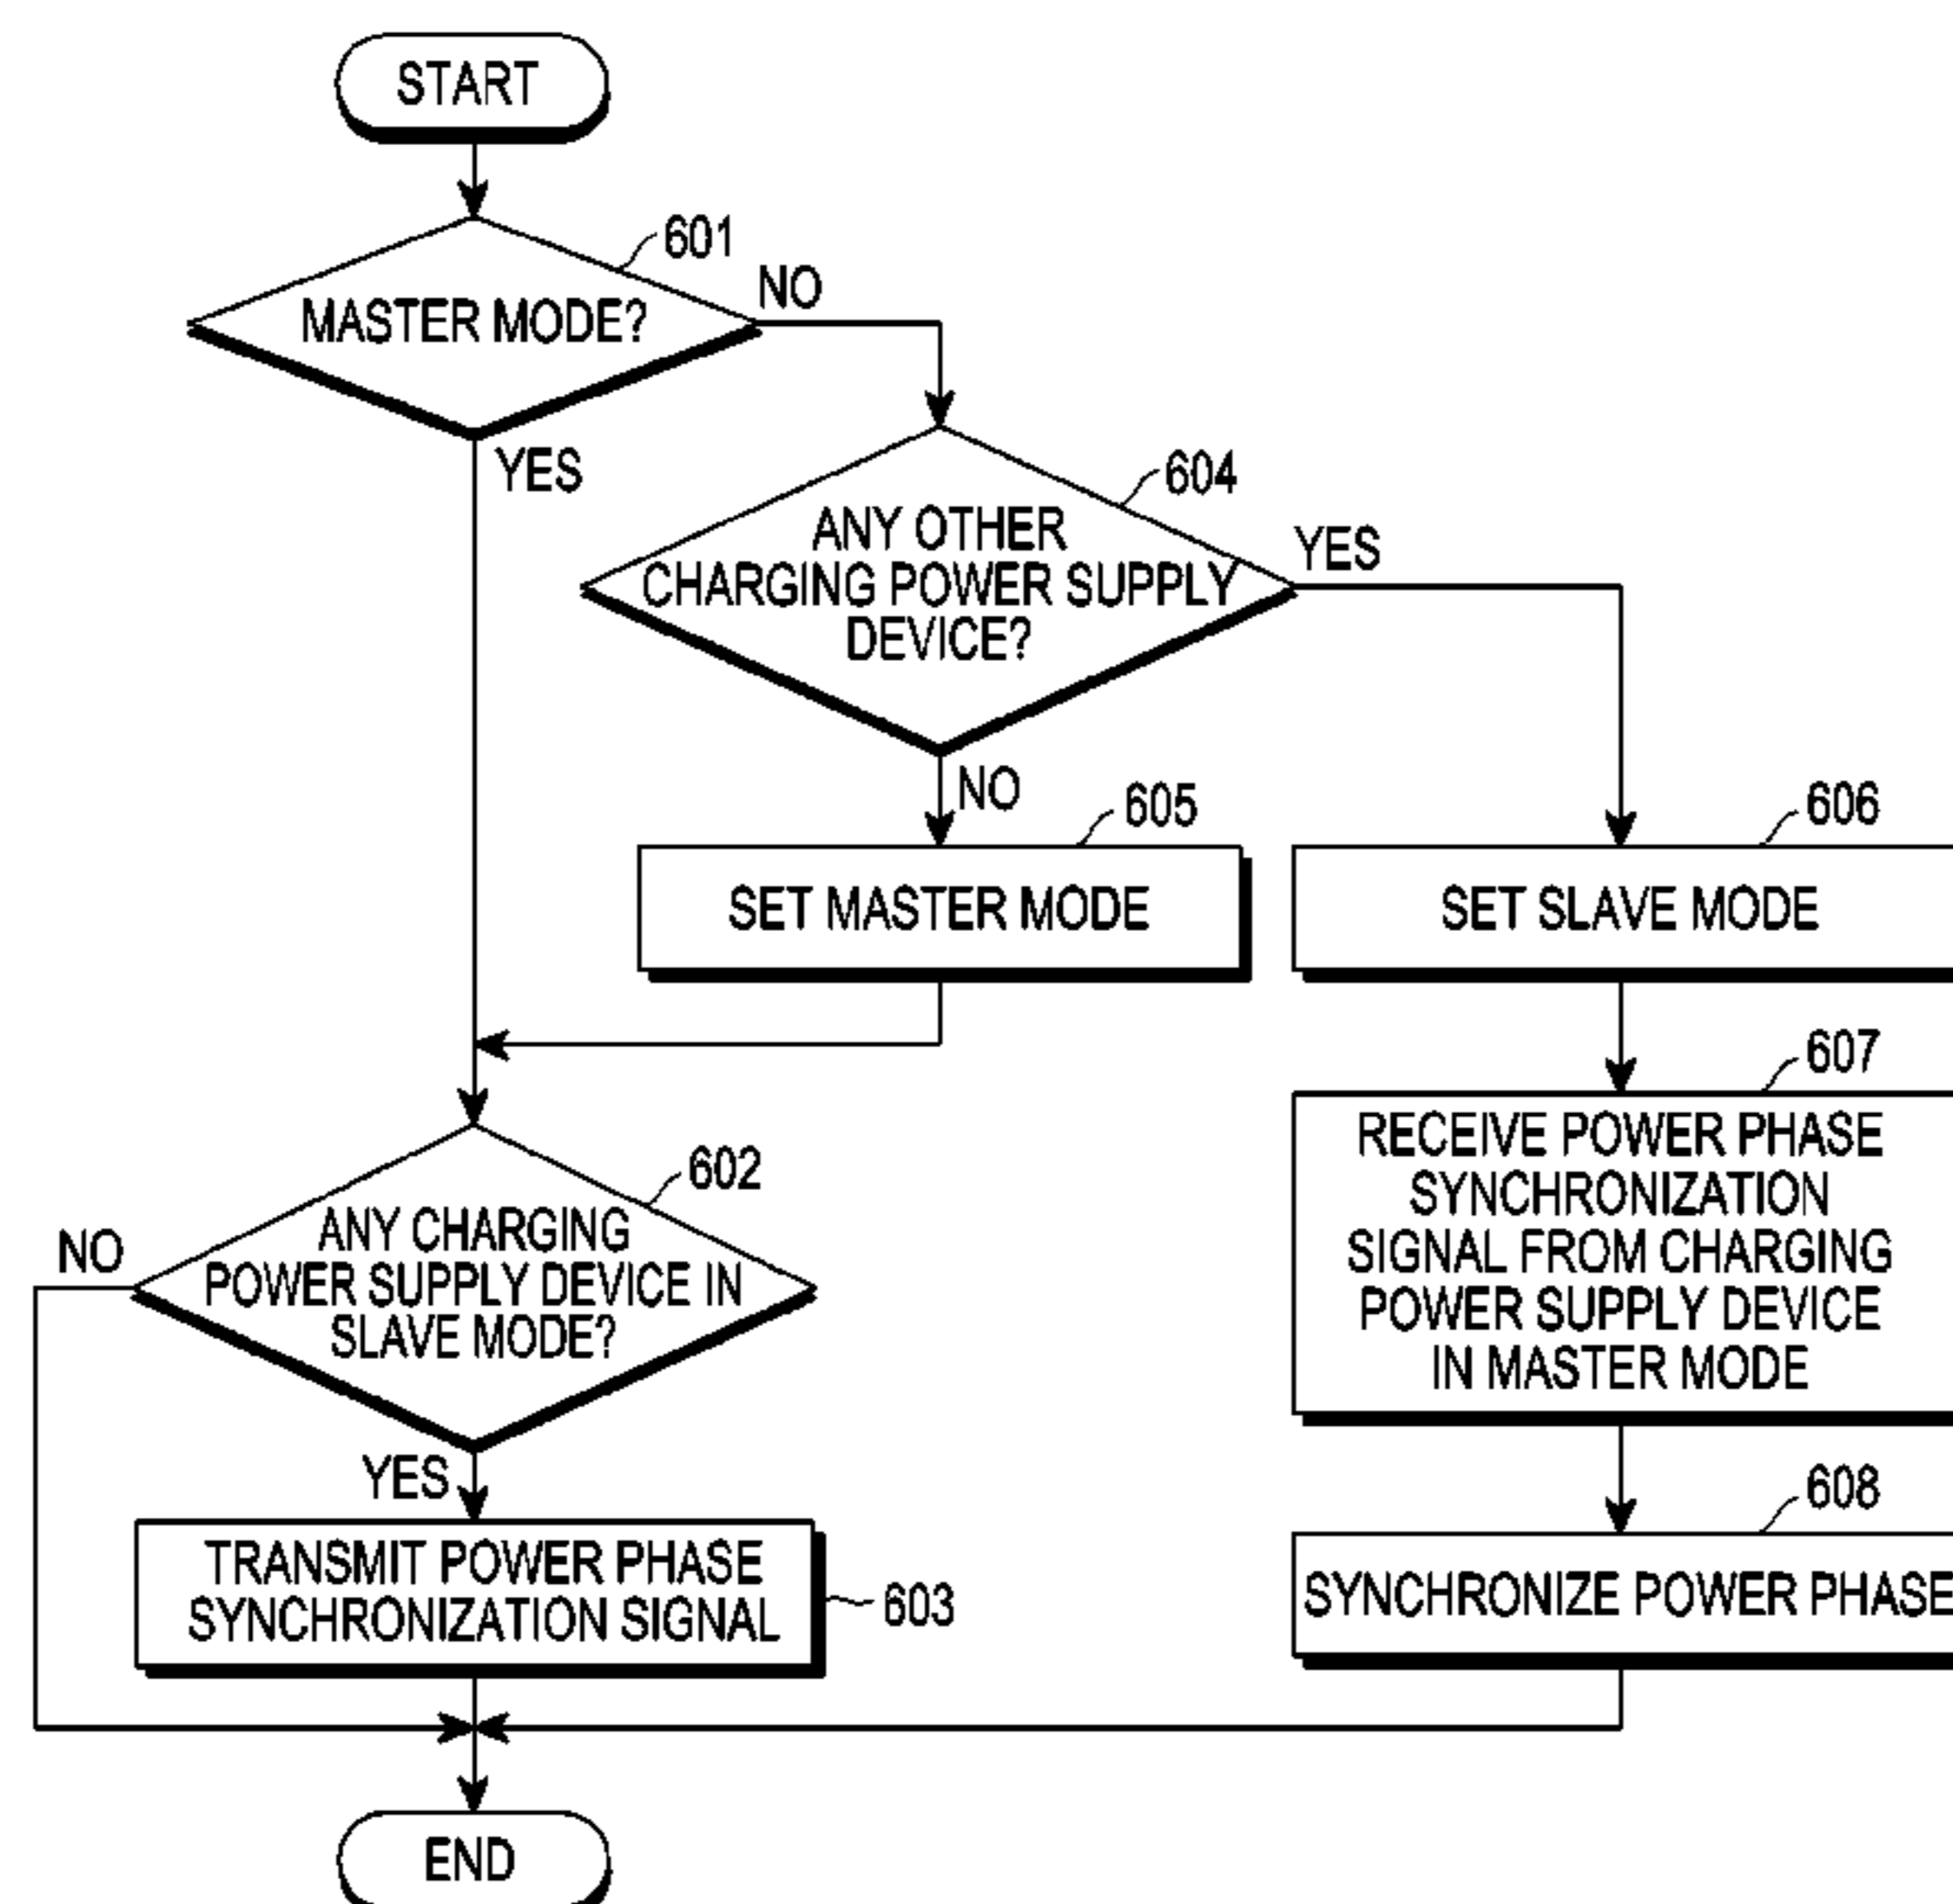 START
601
MASTER MODE?
NO
YES
604
ANY OTHER
CHARGING POWER SUPPLY
DEVICE?
YES
NO
605
SET MASTER MODE
606
SET SLAVE MODE
607
RECEIVE POWER PHASE
SYNCHRONIZATION
SIGNAL FROM CHARGING
POWER SUPPLY DEVICE
IN MASTER MODE
602
ANY CHARGING
POWER SUPPLY DEVICE IN
SLAVE MODE?
NO
YES
TRANSMIT POWER PHASE
SYNCHRONIZATION SIGNAL
603
608
SYNCHRONIZE POWER PHASE
END